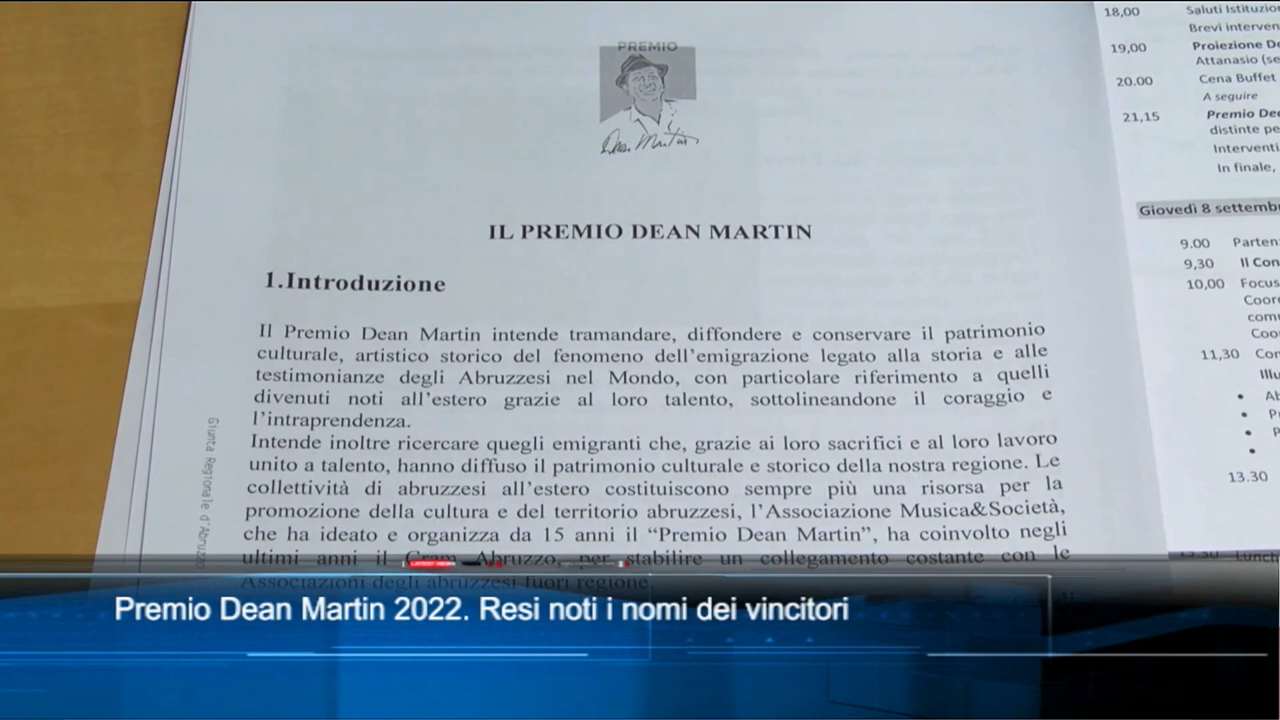 PREMIO
Dean Martin
IL PREMIO DEAN MARTIN
1.Introduzione
Il Premio Dean Martin intende tramandare, diffondere e conservare il patrimonio
culturale, artistico storico del fenomeno dell'emigrazione legato alla storia e alle
testimonianze degli Abruzzesi nel Mondo, con particolare riferimento a quelli
divenuti noti all'estero grazie al loro talento, sottolineandone il coraggio e
l'intraprendenza.
Intende inoltre ricercare quegli emigranti che, grazie ai loro sacrifici e al loro lavoro
unito a talento, hanno diffuso il patrimonio culturale e storico della nostra regione. Le
collettività di abruzzesi all'estero costituiscono sempre più una risorsa per la
promozione della cultura e del territorio abruzzesi, l'Associazione Musica&Società,
che ha ideato e organizza da 15 anni il “Premio Dean Martin”, ha coinvolto negli
ultimi anni il Cram Abruzzo, per stabilire un collegamento costante con le
Associazioni degli abruzzesi fuori regione.
Giunta Regionale d'Abruzzo
18,00 Saluti Istituzio
Brevi interven
19,00 Proiezione De
Attanasio (se
20.00 Cena Buffet
A seguire
21,15 Premio Dea
distinte pe
Interventi
In finale,
Giovedì 8 settemb
9.00 Parten
9,30 Il Con
10,00 Focus
Coor
comu
Coo
11,30 Con
Illu
• Ab
• Pr
• P
•
13.30
15.30 Lunch
LATEST NEWS
Premio Dean Martin 2022. Resi noti i nomi dei vincitori